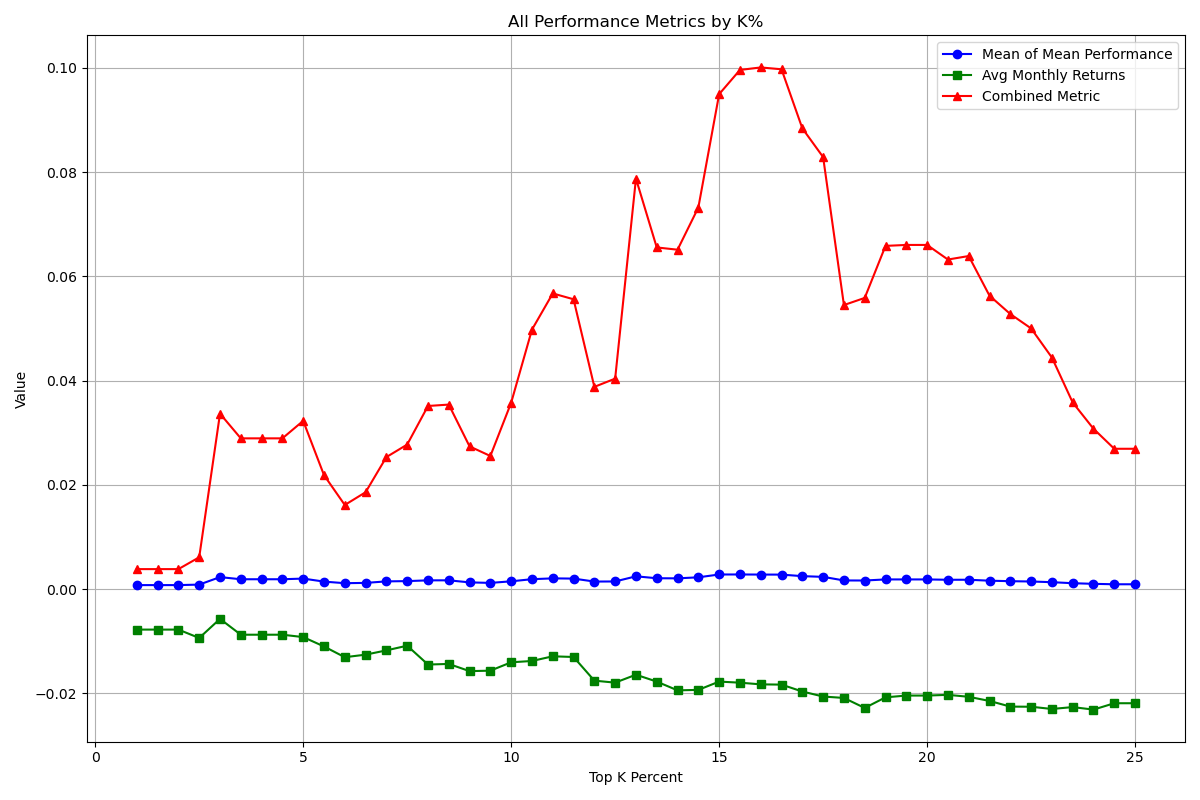 All Performance Metrics by K%
Mean of Mean Performance
Avg Monthly Returns
Combined Metric
Value
0.10
0.08
0.06
0.04
0.02
0.00
−0.02
0 5 10 15 20 25
Top K Percent